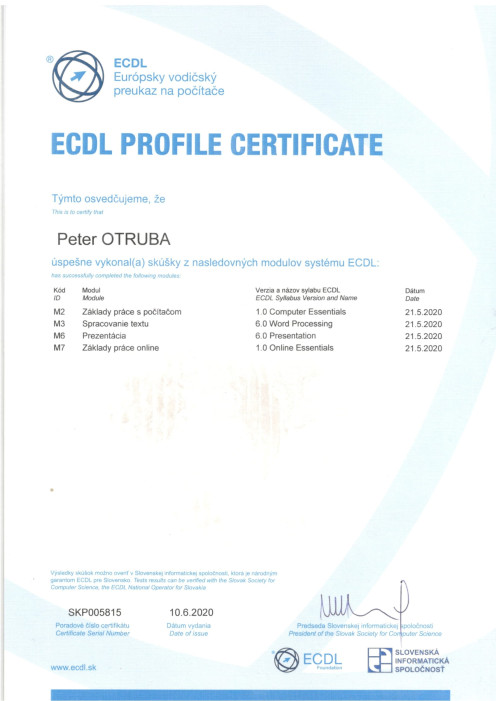 ®
ECDL
Európsky vodičský
preukaz na počítače
ECDL PROFILE CERTIFICATE
Týmto osvedčujeme, že
This is to certify that
Peter OTRUBA
úspešne vykonal(a) skúšky z nasledovných modulov systému ECDL:
has successfully completed the following modules:
Kód Modul Verzia a názov sylabu ECDL Dátum
ID Module ECDL Syllabus Version and Name Date
M2 Základy práce s počítačom 1.0 Computer Essentials 21.5.2020
M3 Spracovanie textu 6.0 Word Processing 21.5.2020
M6 Prezentácia 6.0 Presentation 21.5.2020
M7 Základy práce online 1.0 Online Essentials 21.5.2020
Výsledky skúšok možno overiť v Slovenskej informatickej spoločnosti, ktorá je národným
garantom ECDL pre Slovensko. Tests results can be verified with the Slovak Society for
Computer Science, the ECDL National Operator for Slovakia
SKP005815 10.6.2020
Poradové číslo certifikátu Dátum vydania Predseda Slovenskej informatickej spoločnosti
Certificate Serial Number Date of issue President of the Slovak Society for Computer Science
www.ecdl.sk
ECDL
Foundation
SLOVENSKÁ
INFORMATICKÁ
SPOLOČNOSŤ